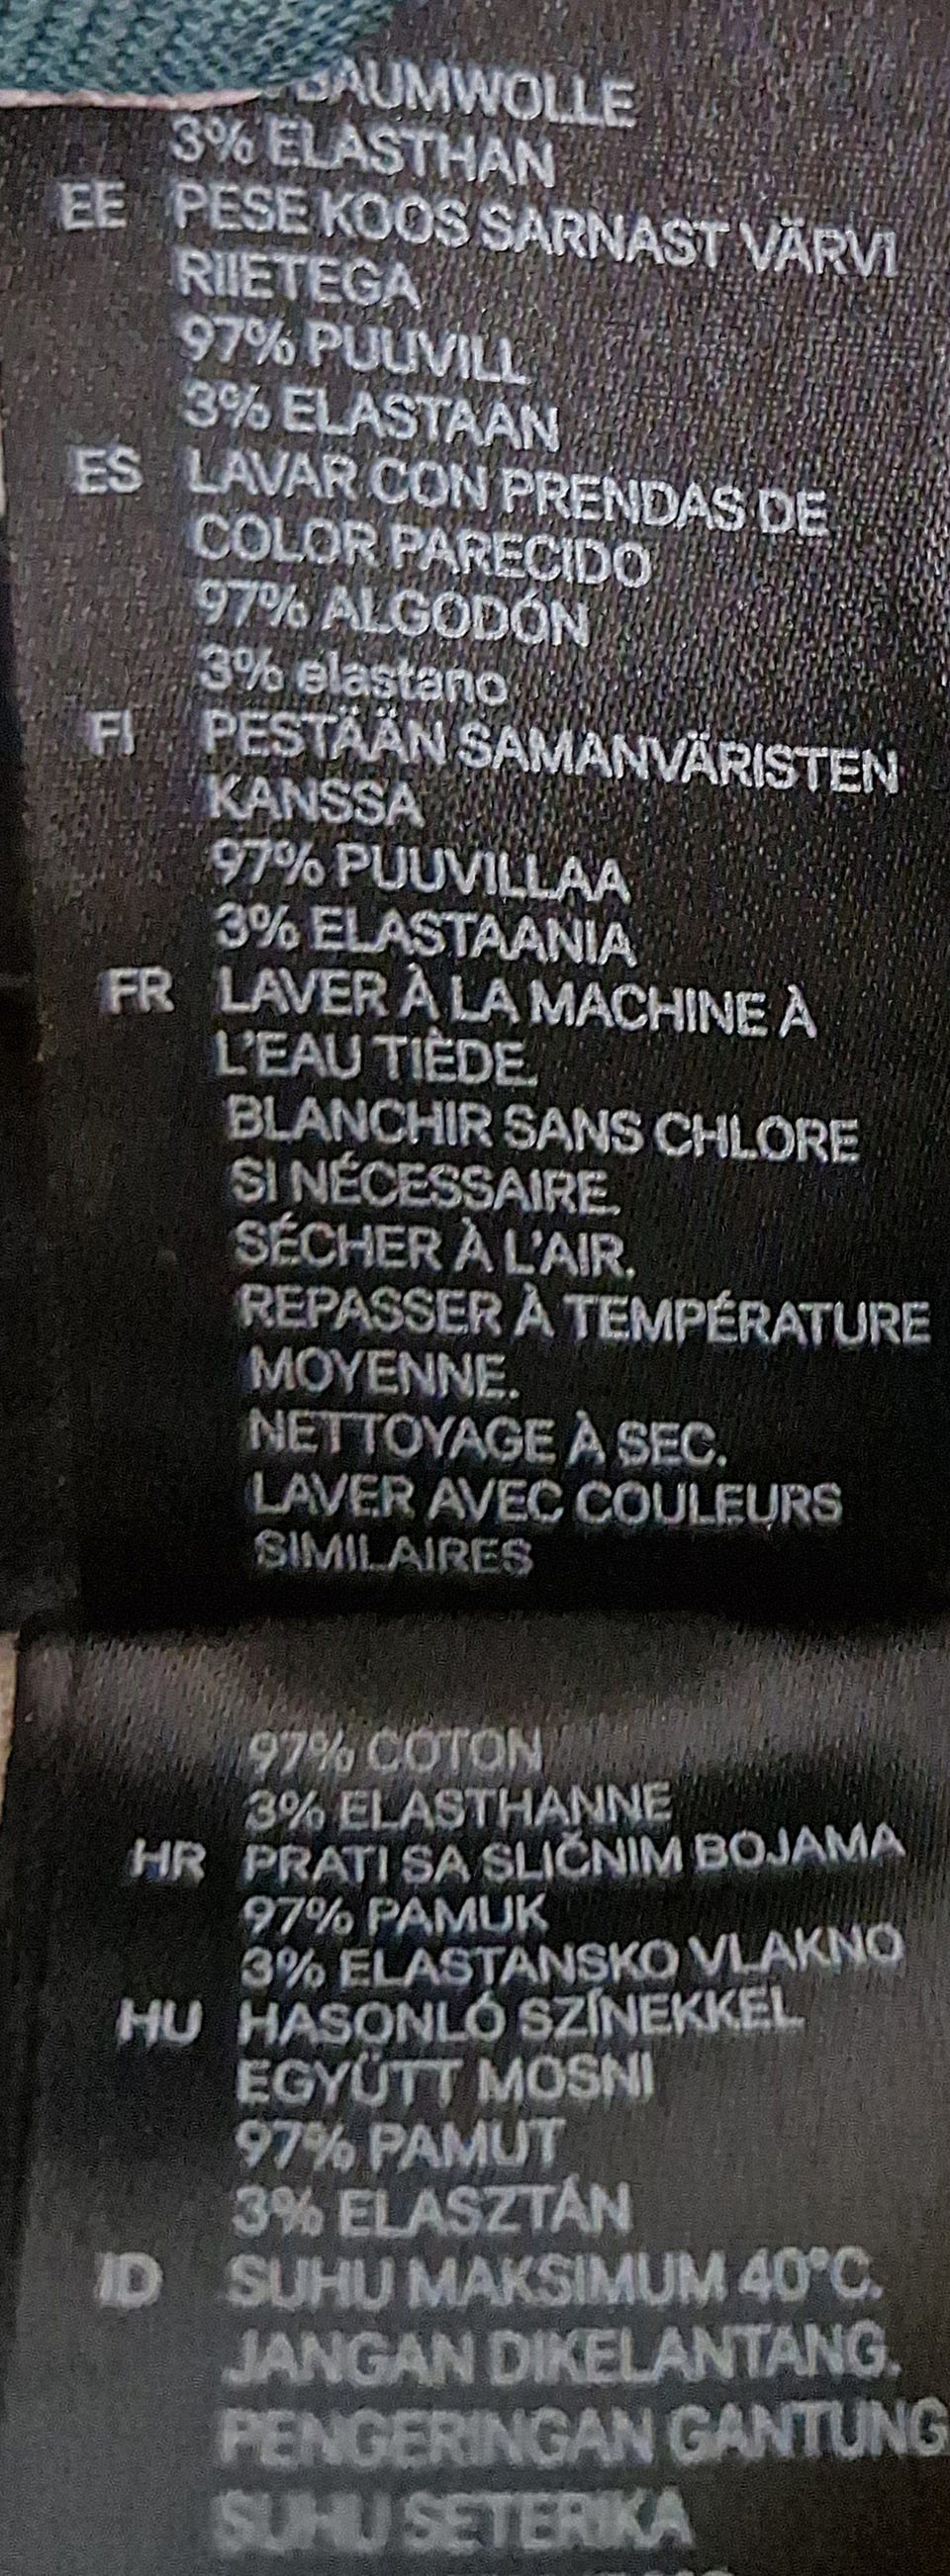 BAUMWOLLE
3% ELASTHAN
EE PESE KOOS SARNAST VÄRVI
RIIETEGA
97% PUUVILL
3% ELASTAAN
ES LAVAR CON PRENDAS DE
COLOR PARECIDO
97% ALGODÓN
3% elastano
FI PESTÄÄN SAMANVÄRISTEN
KANSSA
97% PUUVILLAA
3% ELASTAANIA
FR LAVER À LA MACHINE À
L'EAU TIÈDE.
BLANCHIR SANS CHLORE
SI NÉCESSAIRE.
SÉCHER À L'AIR.
REPASSER À TEMPÉRATURE
MOYENNE.
NETTOYAGE À SEC.
LAVER AVEC COULEURS
SIMILAIRES
97% COTON
3% ELASTHANNE
HR PRATI SA SLIČNIM BOJAMA
97% PAMUK
3% ELASTANSKO VLAKNO
HU HASONLÓ SZÍNEKKEL
EGYÜTT MOSNI
97% PAMUT
3% ELASZTÁN
ID SUHU MAKSIMUM 40°C.
JANGAN DIKELANTANG.
PENGERINGAN GANTUNG
SUHU SETERIKA